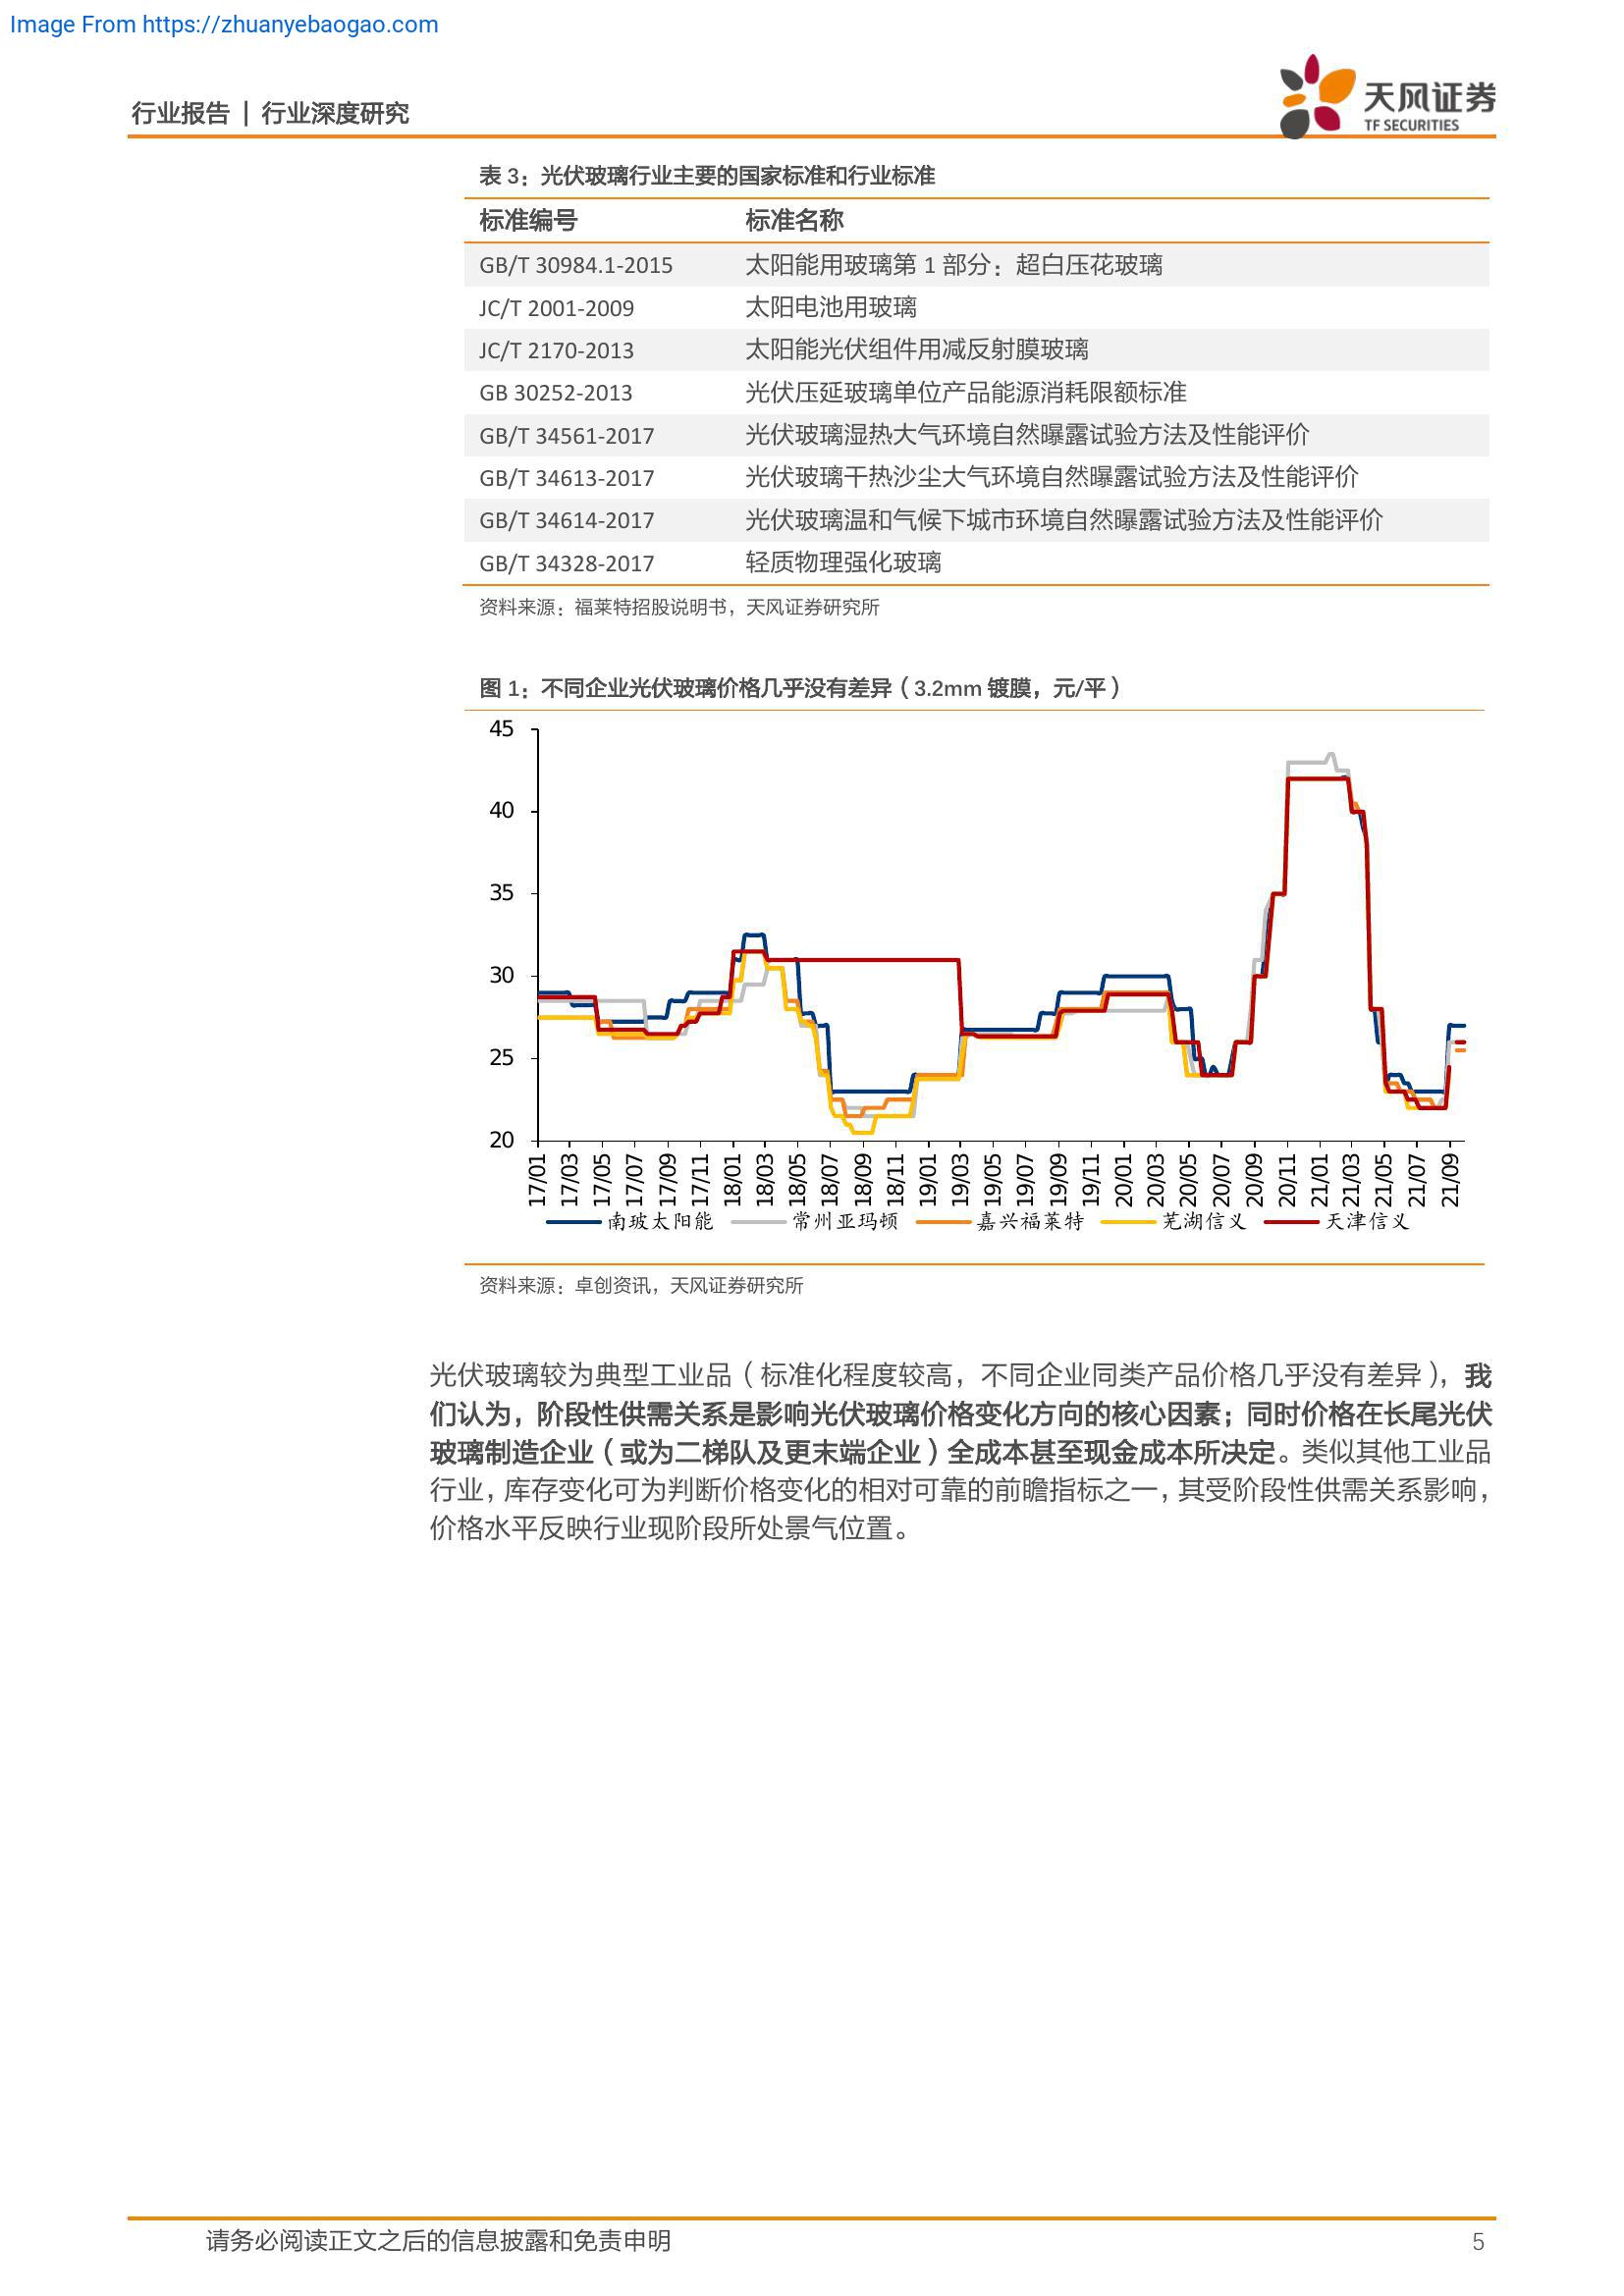 Image From https://zhuanyebaogao.com
行业报告 | 行业深度研究
天风证券
TF SECURITIES
表 3：光伏玻璃行业主要的国家标准和行业标准
标准编号 标准名称
GB/T 30984.1-2015 太阳能用玻璃第 1 部分：超白压花玻璃
JC/T 2001-2009 太阳电池用玻璃
JC/T 2170-2013 太阳能光伏组件用减反射膜玻璃
GB 30252-2013 光伏压延玻璃单位产品能源消耗限额标准
GB/T 34561-2017 光伏玻璃湿热大气环境自然曝露试验方法及性能评价
GB/T 34613-2017 光伏玻璃干热沙尘大气环境自然曝露试验方法及性能评价
GB/T 34614-2017 光伏玻璃温和气候下城市环境自然曝露试验方法及性能评价
GB/T 34328-2017 轻质物理强化玻璃
资料来源：福莱特招股说明书，天风证券研究所
图 1：不同企业光伏玻璃价格几乎没有差异（3.2mm 镀膜，元/平）
45
40
35
30
25
20
17/01 17/03 17/05 17/07 17/09 17/11 18/01 18/03 18/05 18/07 18/09 18/11 19/01 19/03 19/05 19/07 19/09 19/11 20/01 20/03 20/05 20/07 20/09 20/11 21/01 21/03 21/05 21/07 21/09
南玻太阳能 常州亚玛顿 嘉兴福莱特 芜湖信义 天津信义
资料来源：卓创资讯，天风证券研究所
光伏玻璃较为典型工业品（标准化程度较高，不同企业同类产品价格几乎没有差异），我
们认为，阶段性供需关系是影响光伏玻璃价格变化方向的核心因素；同时价格在长尾光伏
玻璃制造企业（或为二梯队及更末端企业）全成本甚至现金成本所决定。类似其他工业品
行业，库存变化可为判断价格变化的相对可靠的前瞻指标之一，其受阶段性供需关系影响，
价格水平反映行业现阶段所处景气位置。
请务必阅读正文之后的信息披露和免责申明 5